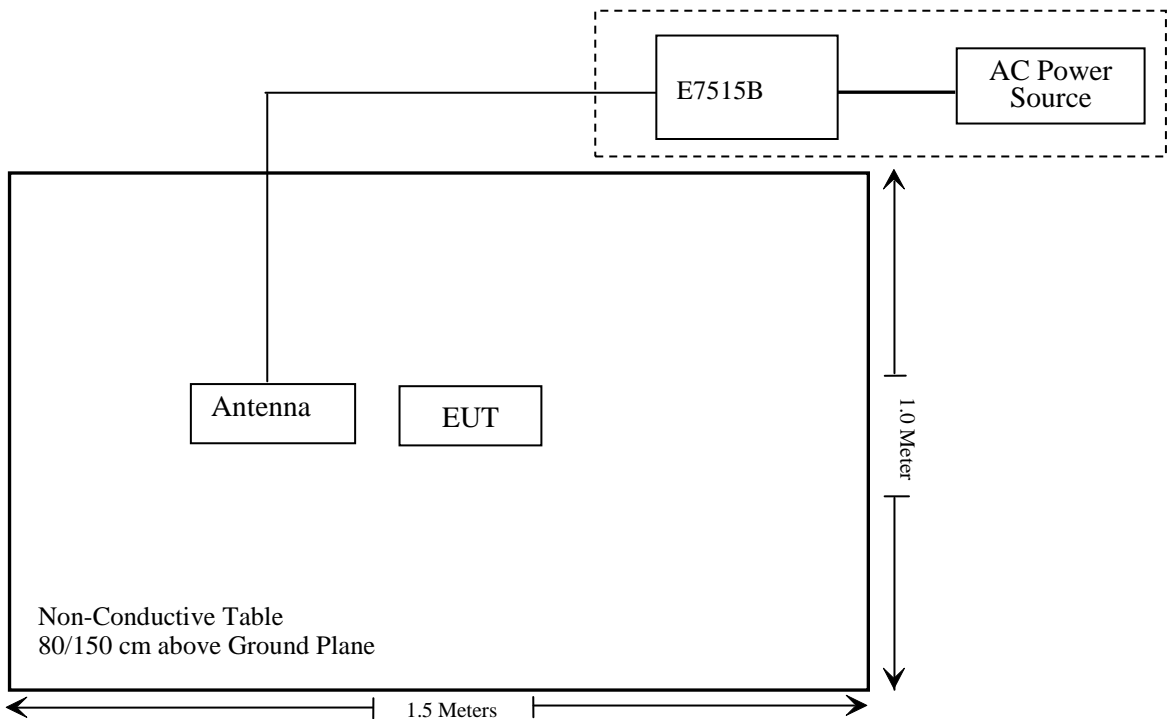 E7515B
AC Power
Source
Antenna
EUT
1.0 Meter
Non-Conductive Table
80/150 cm above Ground Plane
1.5 Meters